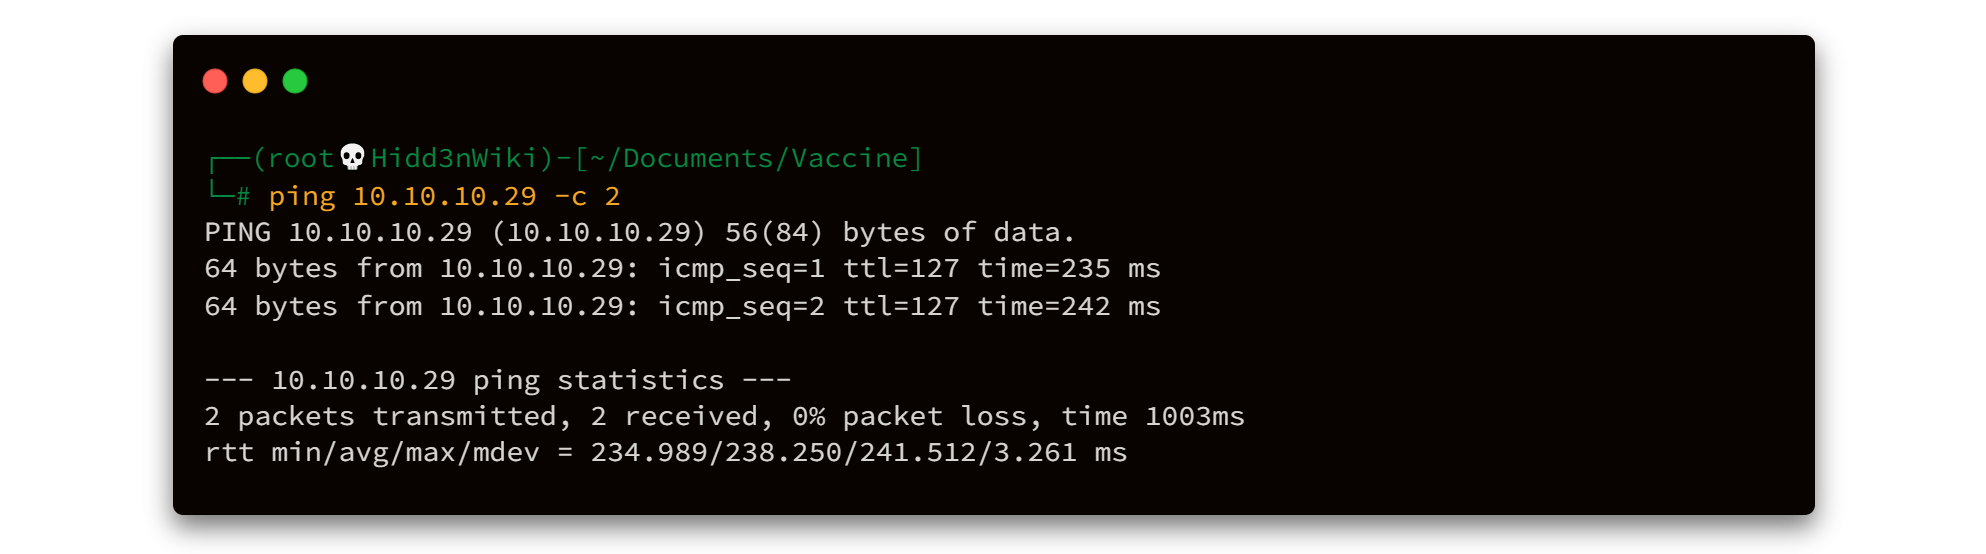 ┌──(root💀Hidd3nWiki)-[~/Documents/Vaccine]
└─# ping 10.10.10.29 -c 2
PING 10.10.10.29 (10.10.10.29) 56(84) bytes of data.
64 bytes from 10.10.10.29: icmp_seq=1 ttl=127 time=235 ms
64 bytes from 10.10.10.29: icmp_seq=2 ttl=127 time=242 ms
--- 10.10.10.29 ping statistics ---
2 packets transmitted, 2 received, 0% packet loss, time 1003ms
rtt min/avg/max/mdev = 234.989/238.250/241.512/3.261 ms